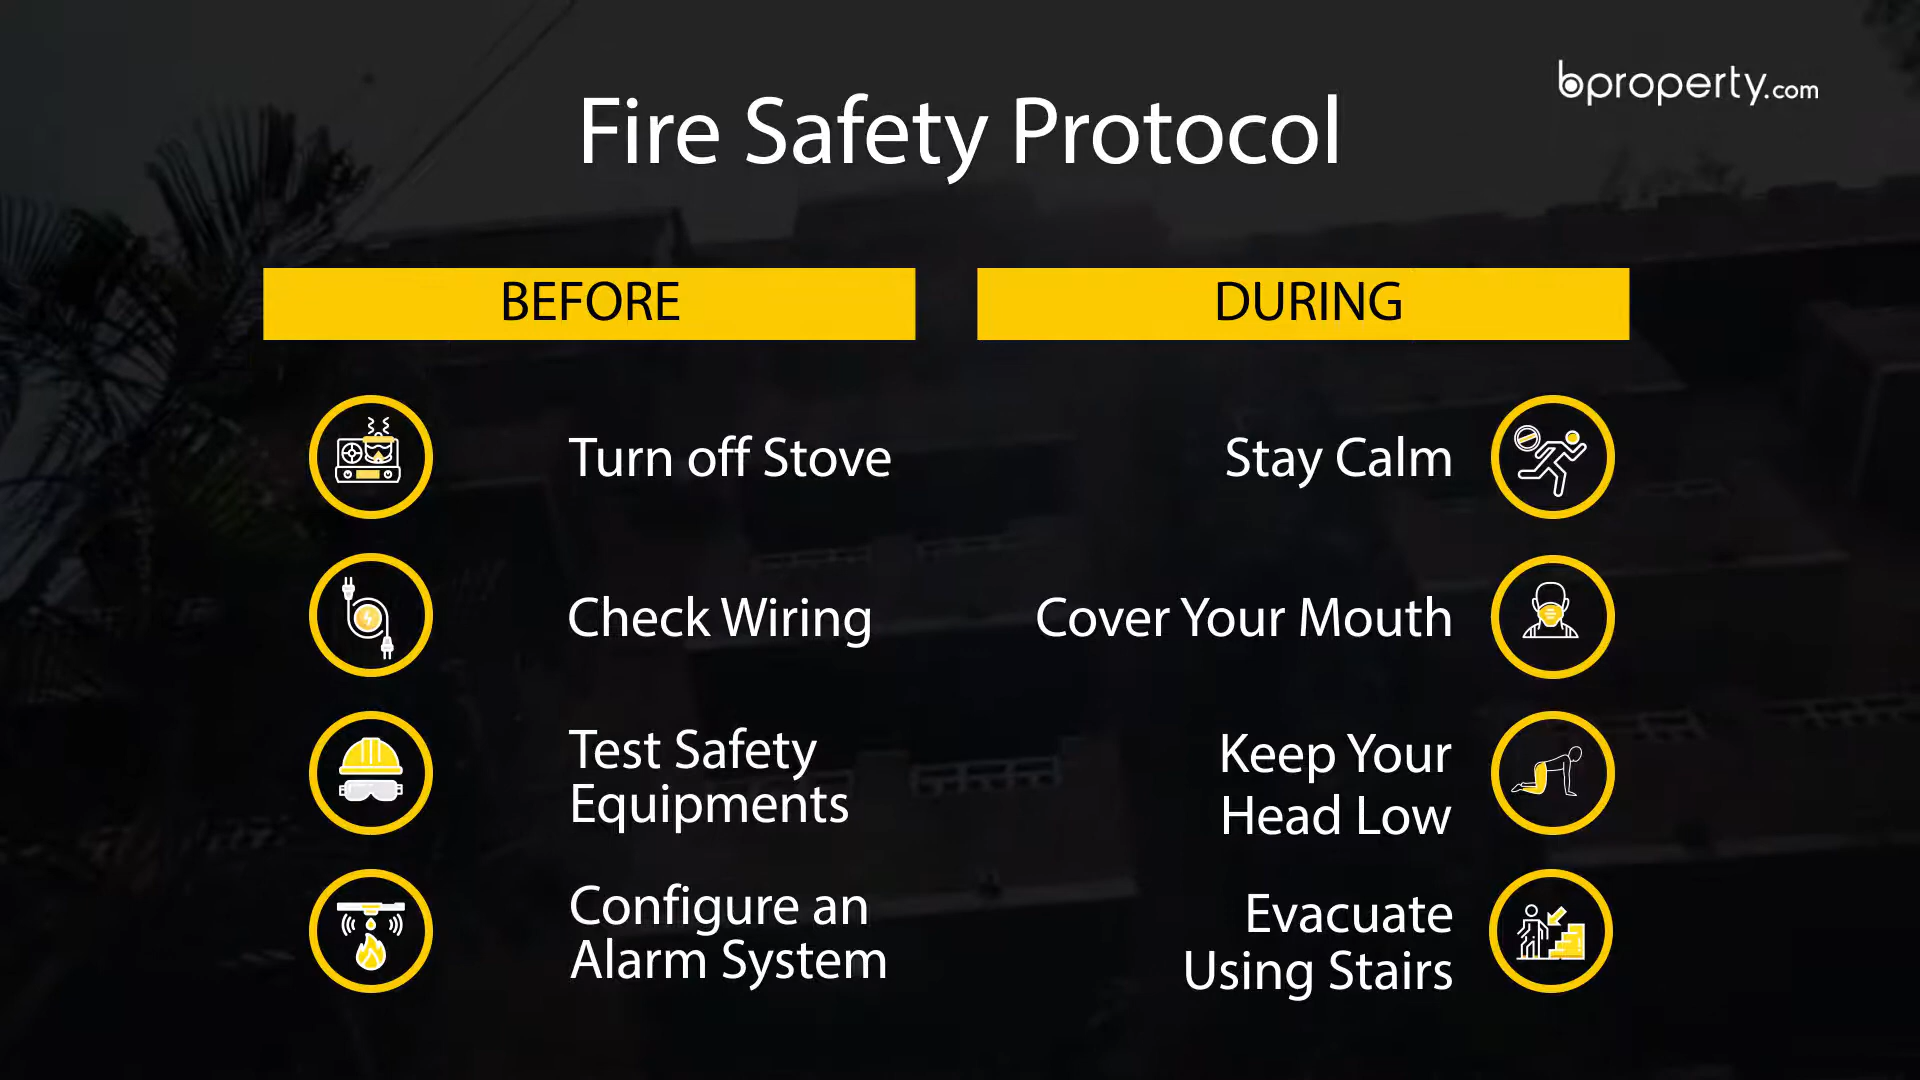 bproperty.com
Fire Safety Protocol
BEFORE
Turn off Stove
Check Wiring
Test Safety
Equipments
Configure an
Alarm System
DURING
Stay Calm
Cover Your Mouth
Keep Your
Head Low
Evacuate
Using Stairs